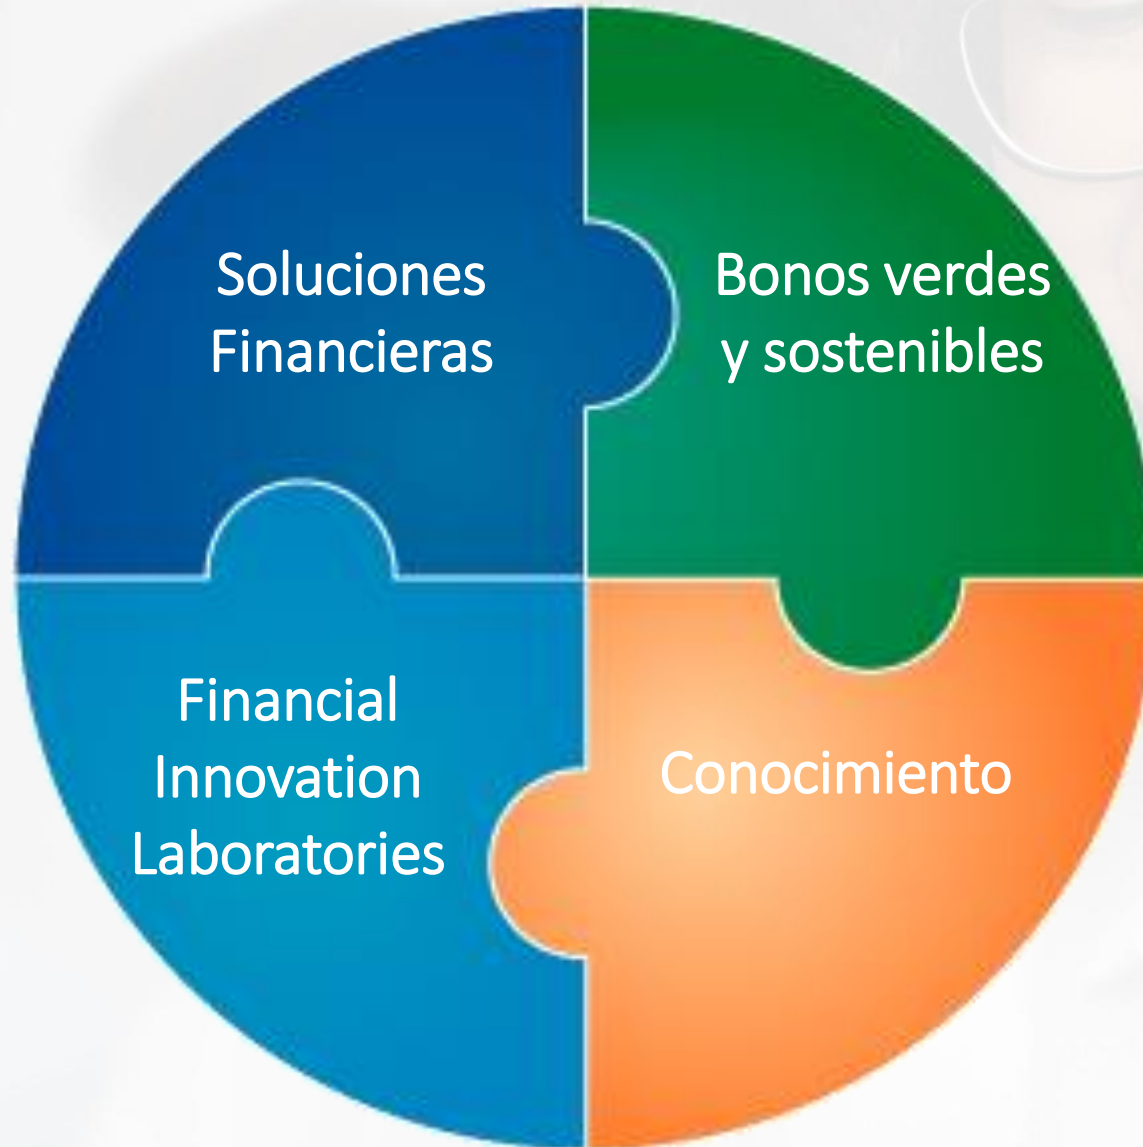 Soluciones
Financieras
Bonos verdes
y sostenibles
Financial
Innovation
Laboratories
Conocimiento